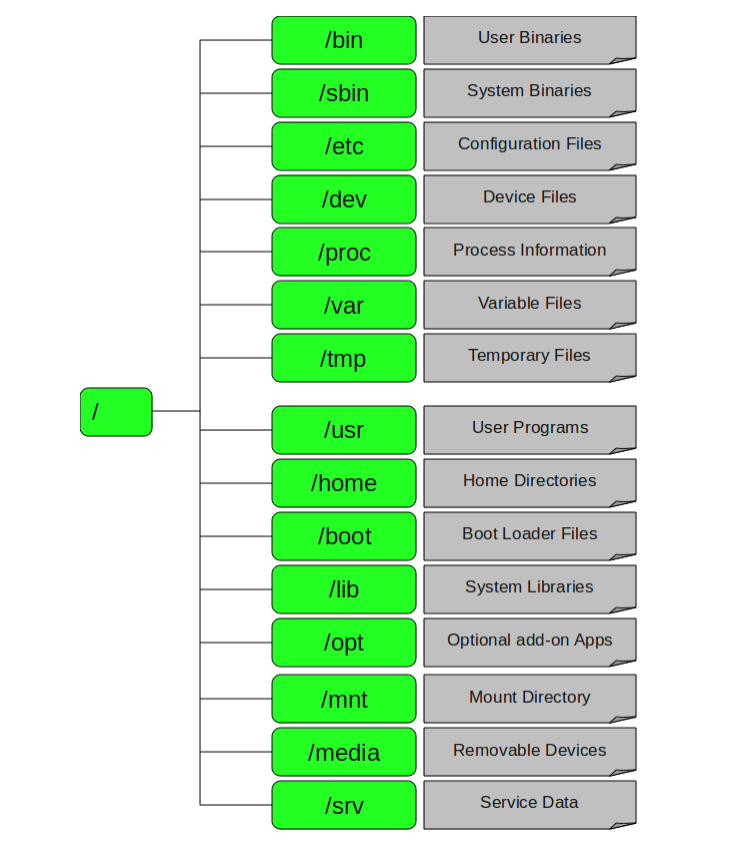 /bin
User Binaries
/sbin
System Binaries
/etc
Configuration Files
/dev
Device Files
/proc
Process Information
/var
Variable Files
/tmp
Temporary Files
/
/usr
User Programs
/home
Home Directories
/boot
Boot Loader Files
/lib
System Libraries
/opt
Optional add-on Apps
/mnt
Mount Directory
/media
Removable Devices
/srv
Service Data